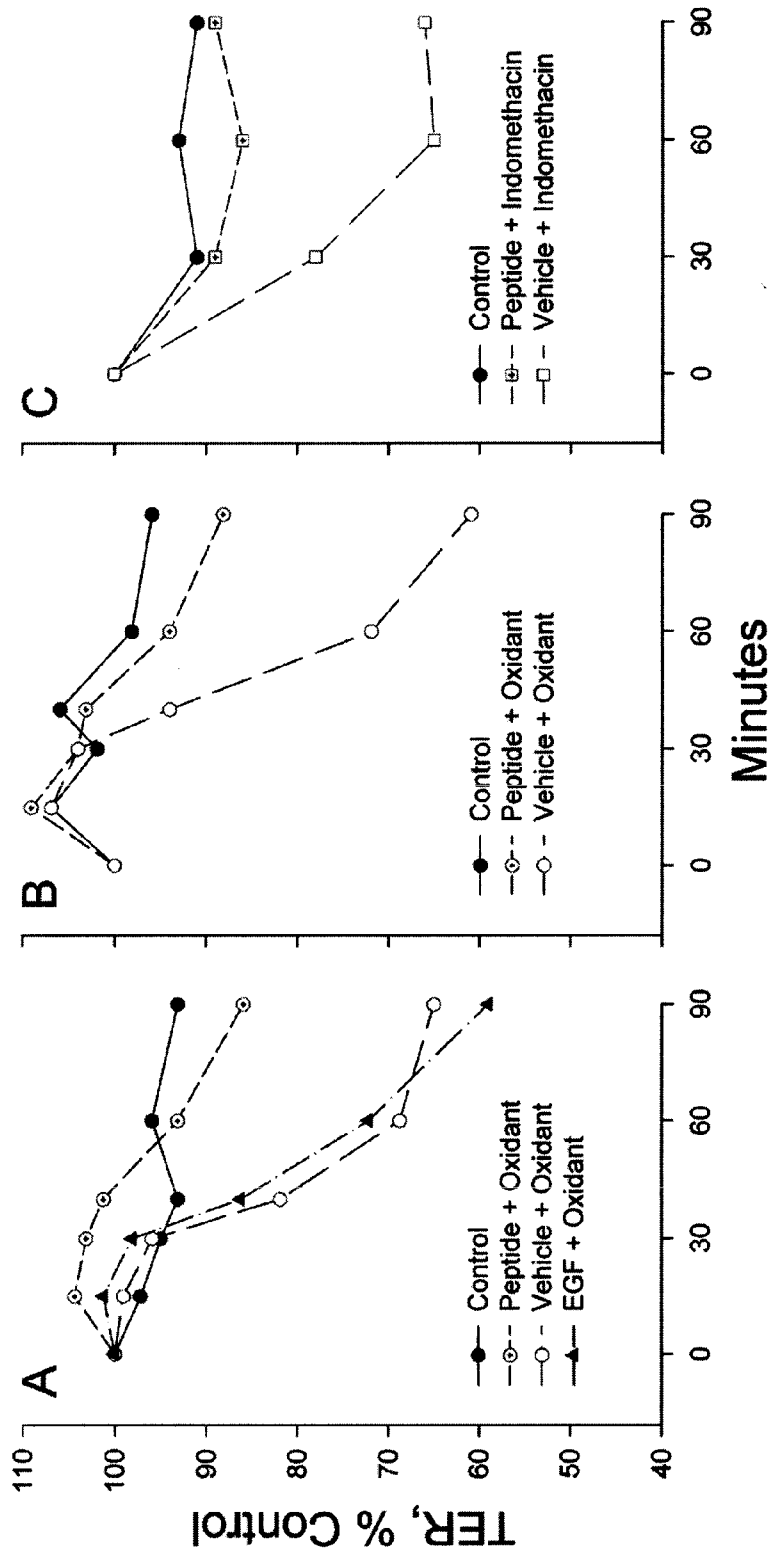 A
B
C
TER, % Control
110
100
90
80
70
60
50
40
Control
Peptide + Oxidant
Vehicle + Oxidant
EGF + Oxidant
0 30 60 90
Control
Peptide + Oxidant
Vehicle + Oxidant
0 30 60 90
Control
Peptide + Indomethacin
Vehicle + Indomethacin
0 30 60 90
Minutes